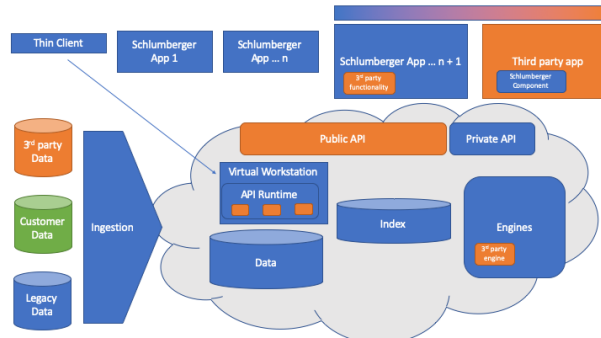 Thin Client
Schlumberger
App 1
Schlumberger
App ... n
Schlumberger App ... n + 1
3rd party
functionality
Third party app
Schlumberger
Component
Public API
Private API
3rd party
Data
Customer
Data
Legacy
Data
Ingestion
Virtual Workstation
API Runtime
Data
Index
Engines
3rd party
engine